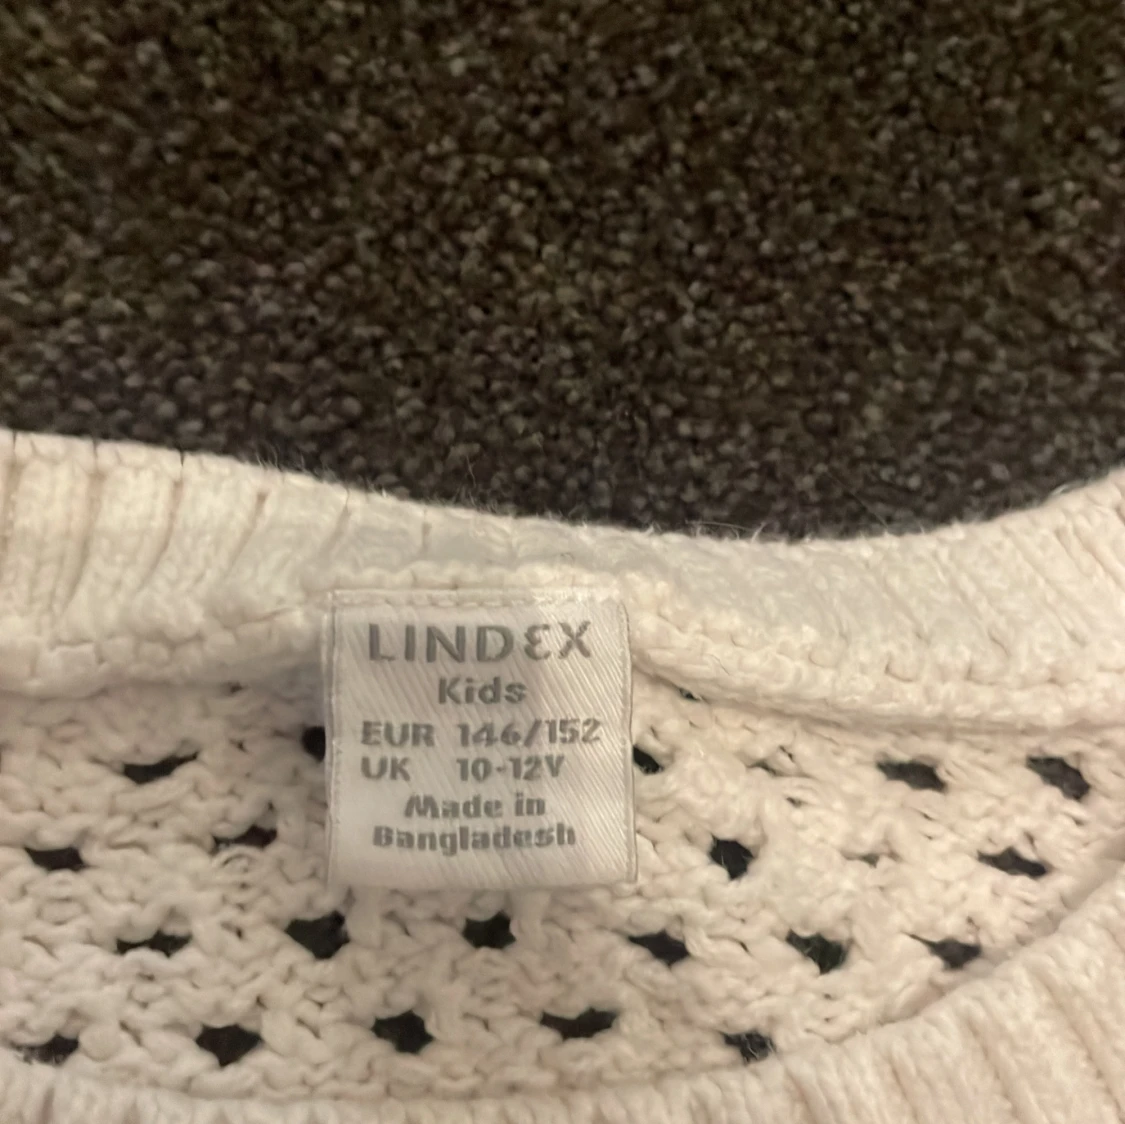 LINDEX
Kids
EUR 146/152
UK 10-12Y
Made in
Bangladesh